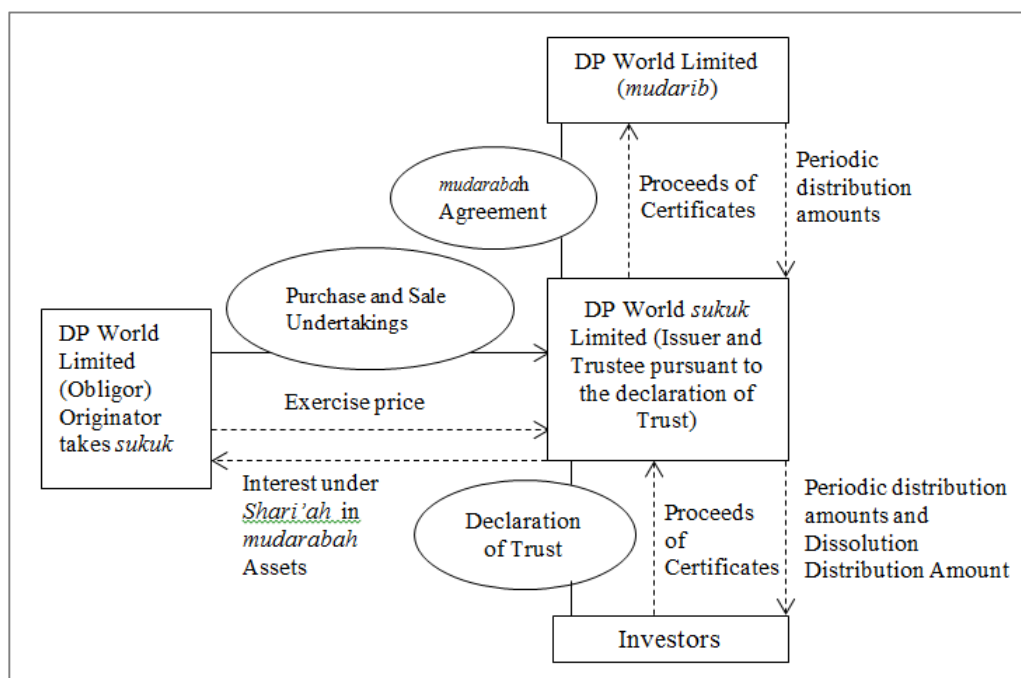 DP World Limited
(mudarib)
mudarabah
Agreement
Proceeds of
Certificates
Periodic
distribution
amounts
Purchase and Sale
Undertakings
DP World
Limited
(Obligor)
Originator
takes sukuk
DP World sukuk
Limited (Issuer and
Trustee pursuant to
the declaration of
Trust)
Exercise price
Interest under
Shari’ah in
mudarabah
Assets
Declaration
of Trust
Proceeds
of
Certificates
Periodic distribution
amounts and
Dissolution
Distribution Amount
Investors